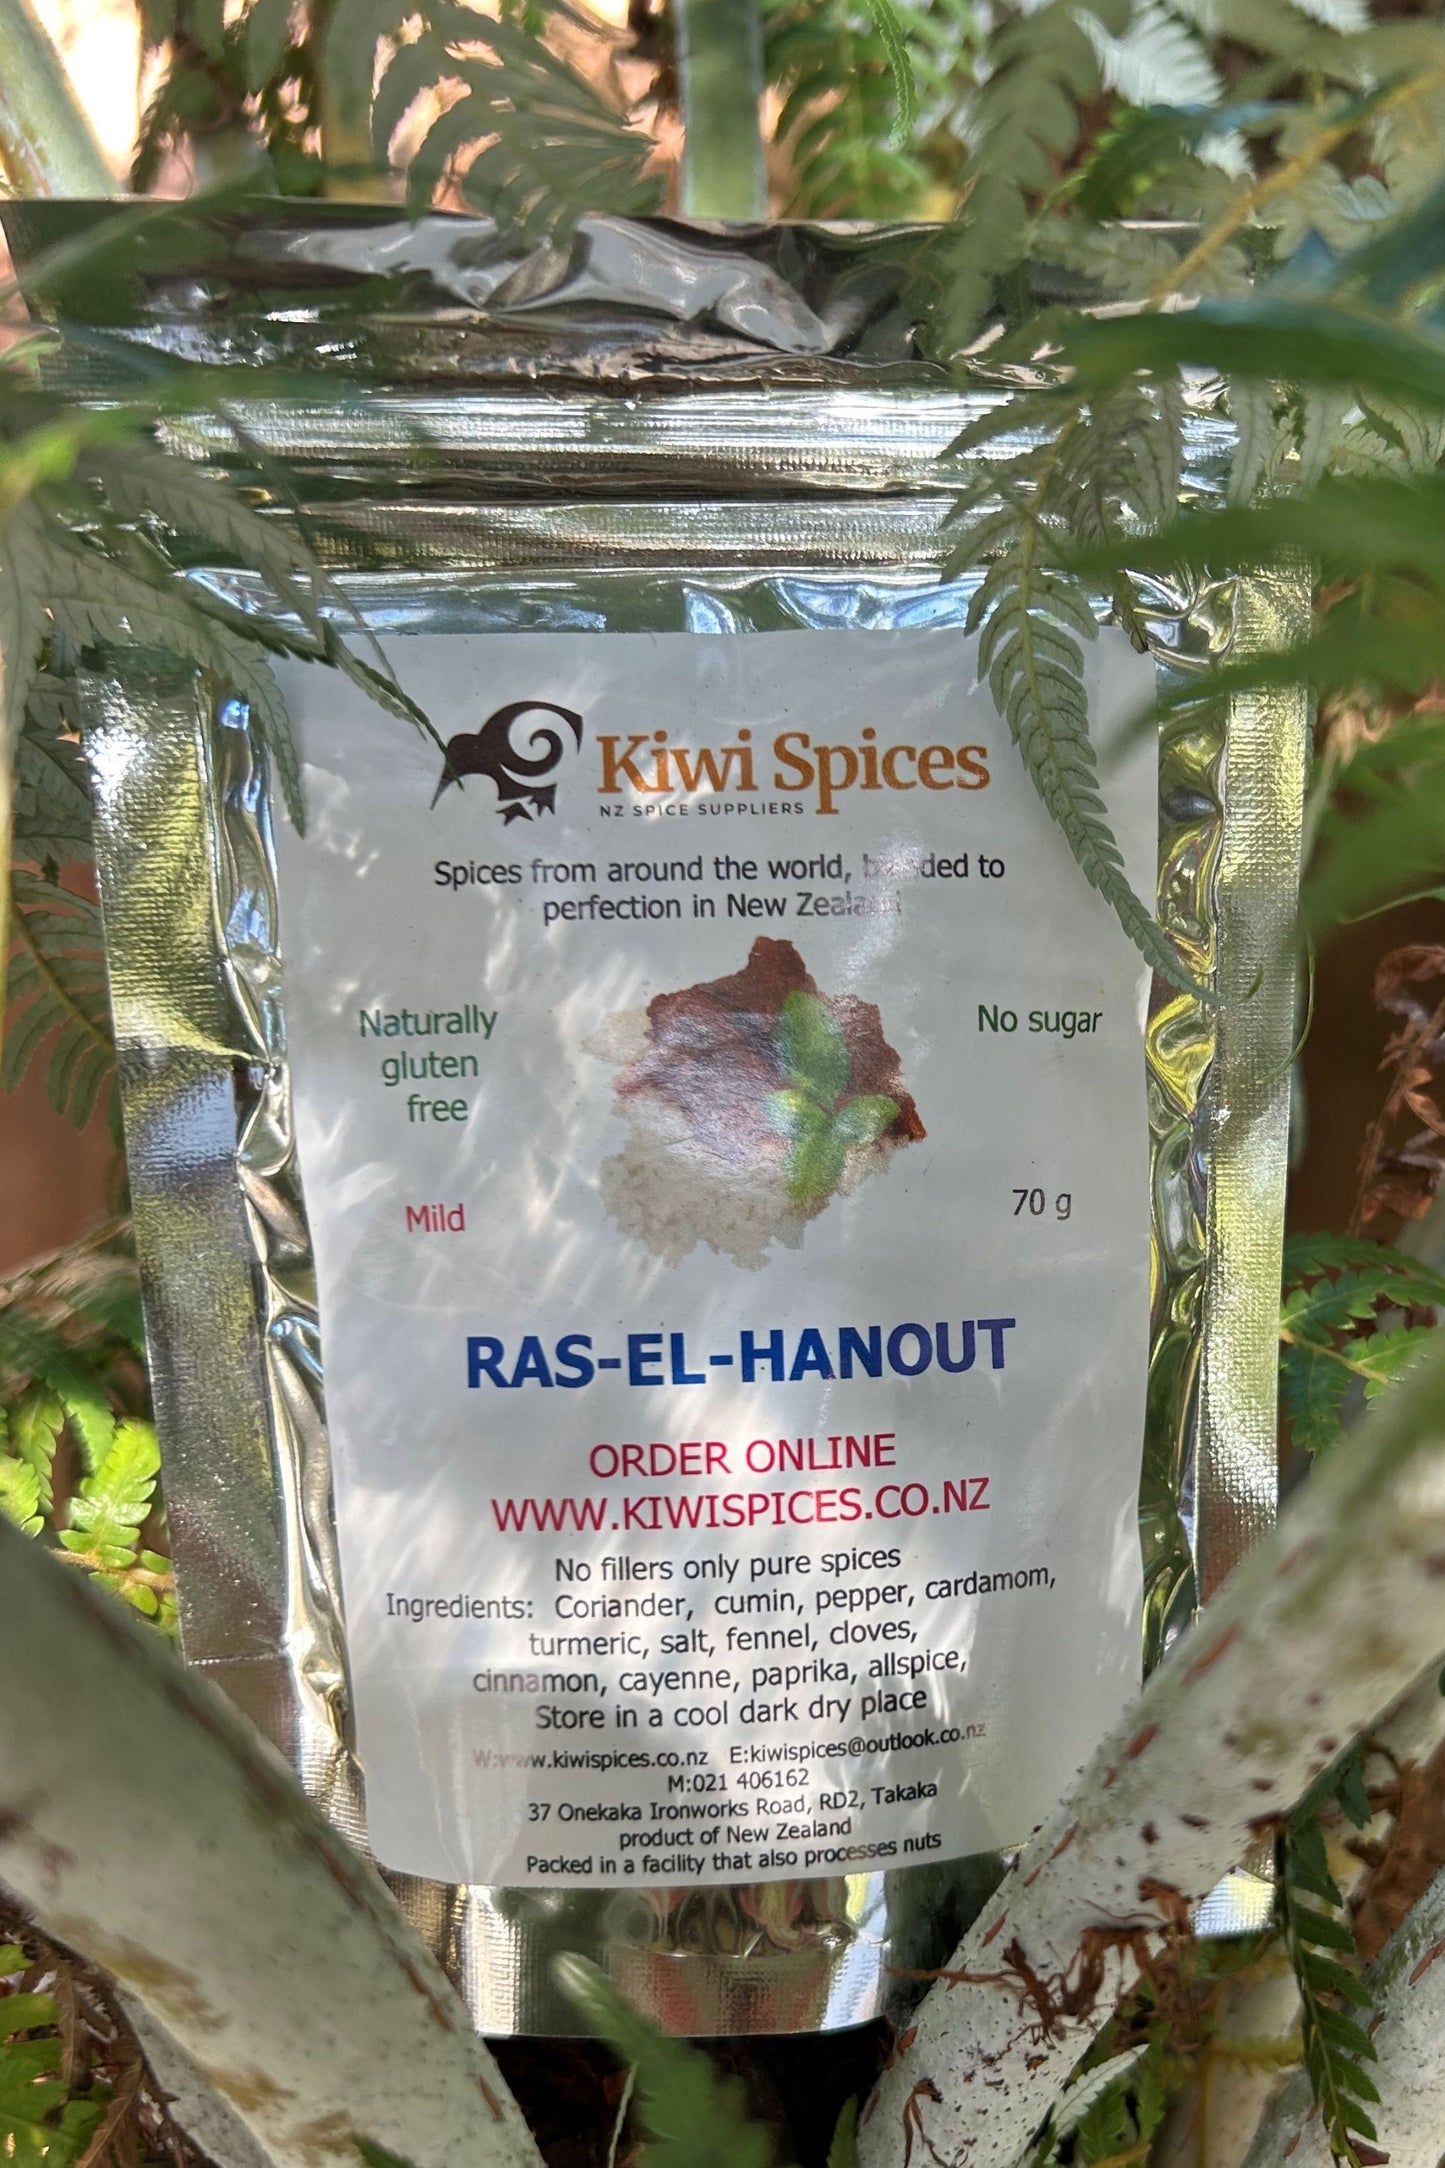 Kiwi Spices
NZ SPICE SUPPLIERS
Spices from around the world, blended to
perfection in New Zealand
Naturally
gluten
free
No sugar
Mild
70 g
RAS-EL-HANOUT
ORDER ONLINE
WWW.KIWISPICES.CO.NZ
No fillers only pure spices
Ingredients: Coriander, cumin, pepper, cardamom,
turmeric, salt, fennel, cloves,
cinnamon, cayenne, paprika, allspice,
Store in a cool dark dry place
W:www.kiwispices.co.nz E:kiwispices@outlook.co.nz
M:021 406162
37 Onekaka Ironworks Road, RD2, Takaka
product of New Zealand
Packed in a facility that also processes nuts